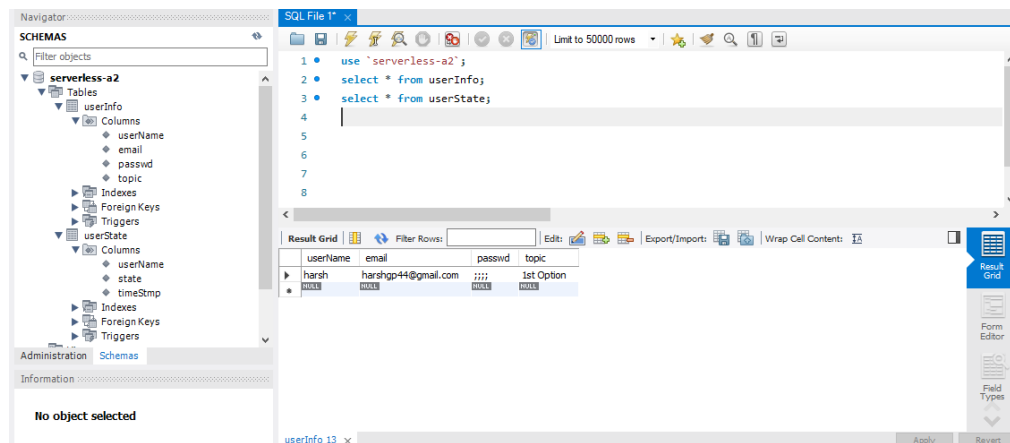 Navigator
SCHEMAS
Filter objects
serverless-a2
Tables
userInfo
Columns
userName
email
passwd
topic
Indexes
Foreign Keys
Triggers
userState
Columns
userName
state
timeStmp
Indexes
Foreign Keys
Triggers
Administration Schemas
Information
No object selected
SQL File 1*
Limit to 50000 rows
1 use `serverless-a2`;
2 select * from userInfo;
3 select * from userState;
4
5
6
7
8
Result Grid Filter Rows: Edit: Export/Import: Wrap Cell Content:
userName email passwd topic
harsh harshgp44@gmail.com ;;;; 1st Option
NULL NULL NULL NULL
Result
Grid
Form
Editor
Field
Types
userInfo 13
Apply Revert